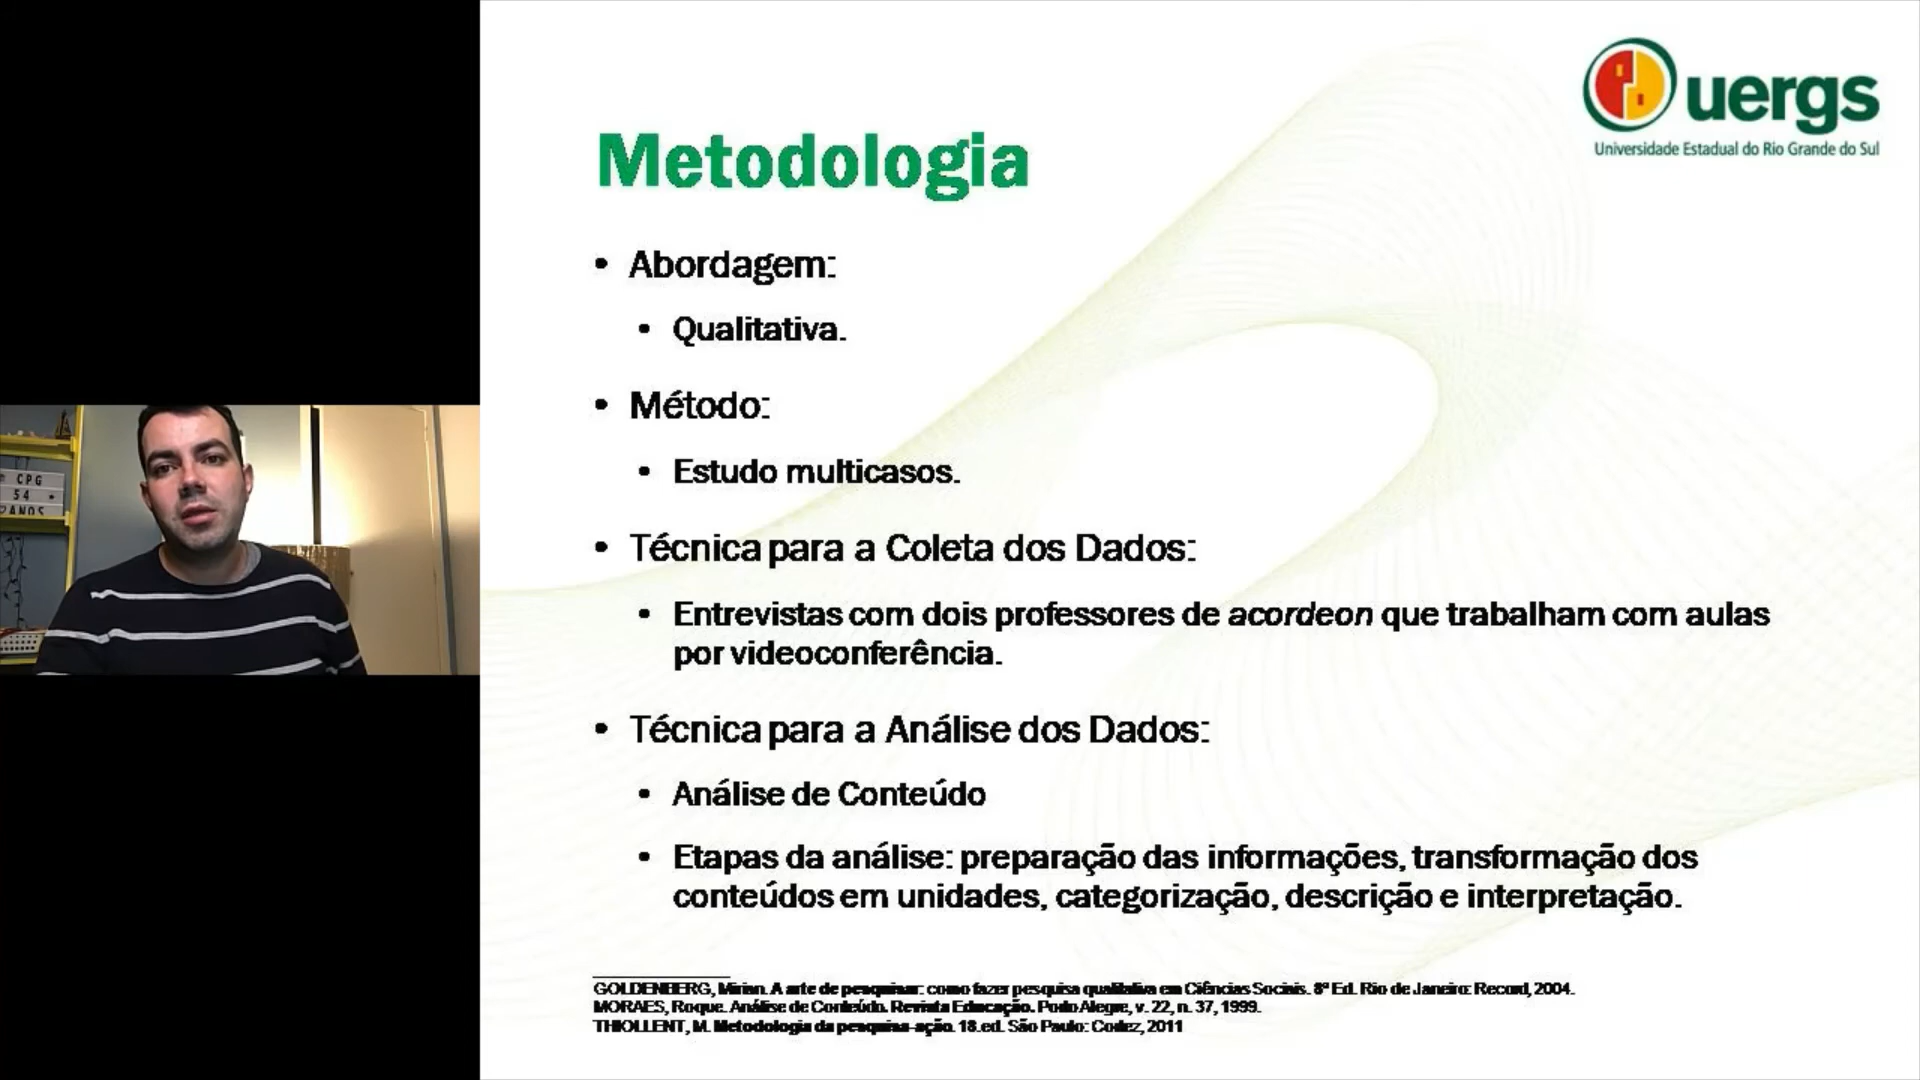 uergs
Universidade Estadual do Rio Grande do Sul
Metodologia
• Abordagem:
• Qualitativa.
• Método:
• Estudo multicasos.
• Técnica para a Coleta dos Dados:
• Entrevistas com dois professores de acordeon que trabalham com aulas
por videoconferência.
• Técnica para a Análise dos Dados:
• Análise de Conteúdo
• Etapas da análise: preparação das informações, transformação dos
conteúdos em unidades, categorização, descrição e interpretação.
GOLDENBERG, Mirian. A arte de pesquisar: como fazer pesquisa qualitativa em Ciências Sociais. 8ª Ed. Rio de Janeiro: Record, 2004.
MORAES, Roque. Análise de Conteúdo. Revista Educação. Porto Alegre, v. 22, n. 37, 1999.
THIOLLENT, M. Metodologia da pesquisa-ação. 18.ed. São Paulo: Cortez, 2011
CPG
54
ANOS